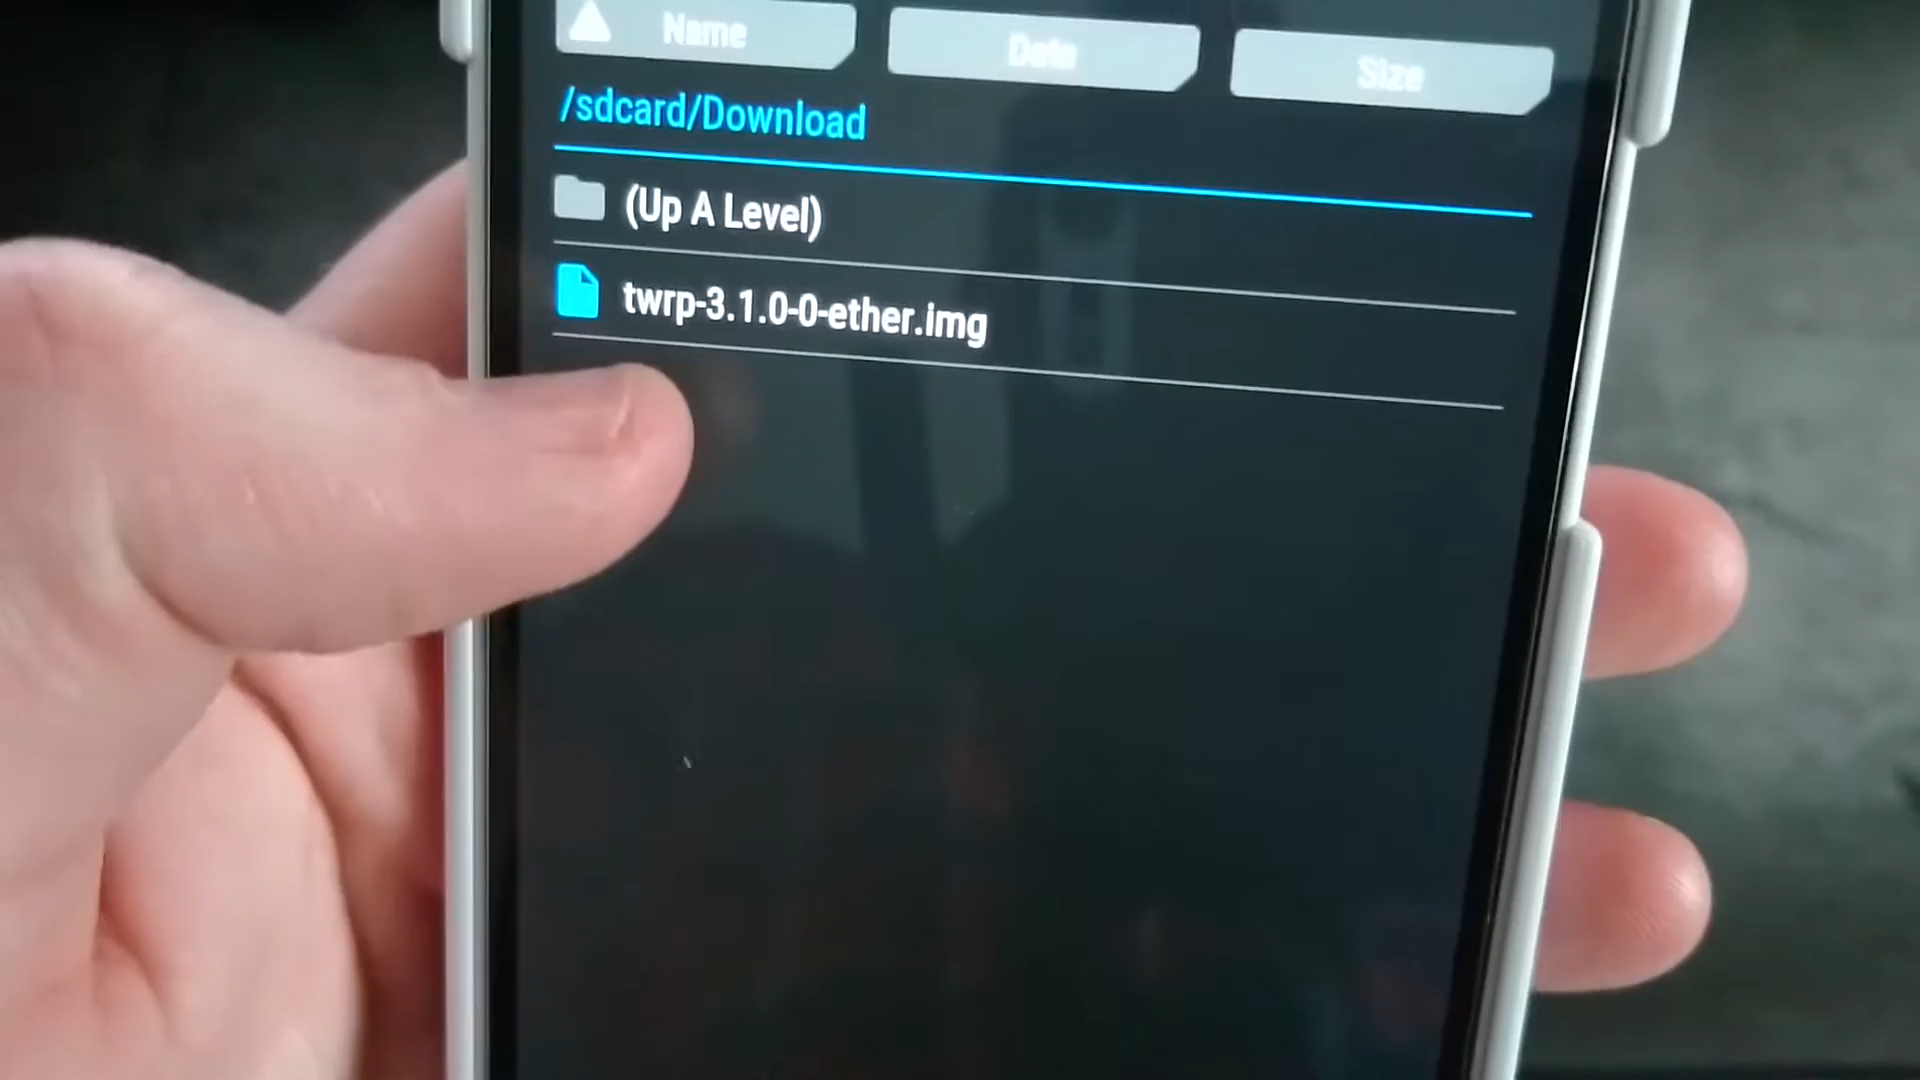 Name Date Size
/sdcard/Download
(Up A Level)
twrp-3.1.0-0-ether.img